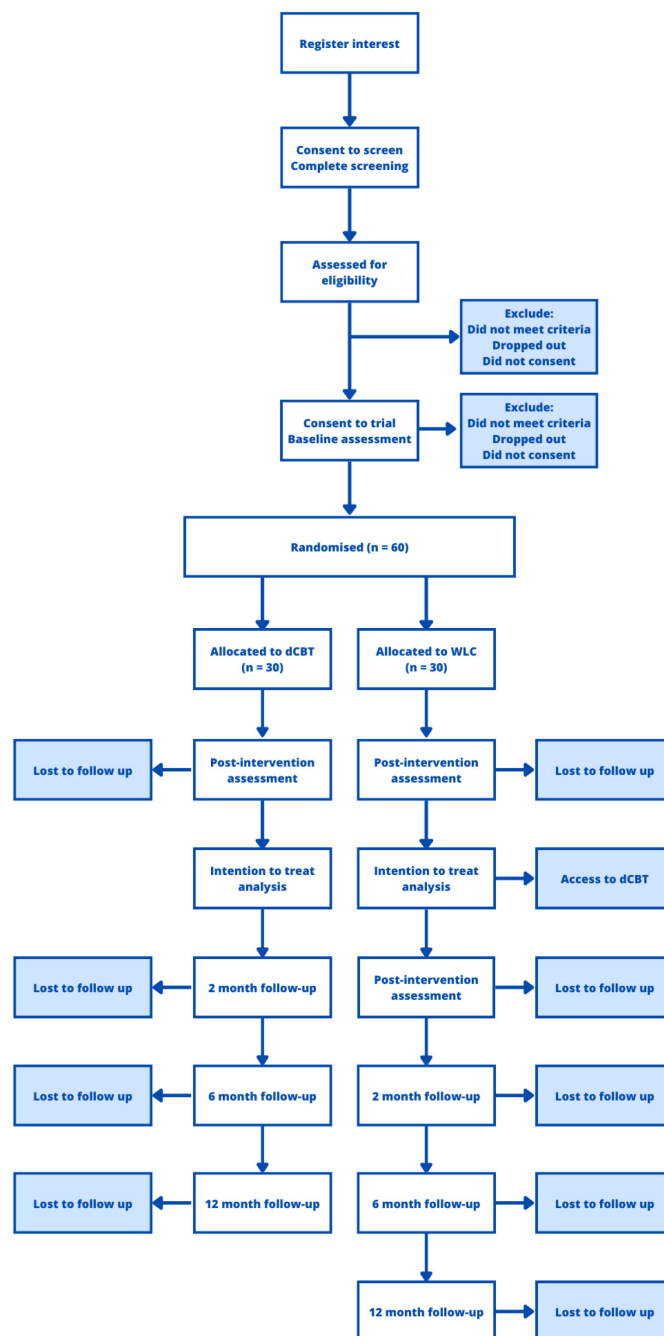 Register interest
Consent to screen
Complete screening
Assessed for
eligibility
Exclude:
Did not meet criteria
Dropped out
Did not consent
Consent to trial
Baseline assessment
Exclude:
Did not meet criteria
Dropped out
Did not consent
Randomised (n = 60)
Allocated to dCBT
(n = 30)
Allocated to WLC
(n = 30)
Lost to follow up
Post-intervention
assessment
Post-intervention
assessment
Lost to follow up
Intention to treat
analysis
Intention to treat
analysis
Access to dCBT
Lost to follow up
2 month follow-up
Post-intervention
assessment
Lost to follow up
Lost to follow up
6 month follow-up
2 month follow-up
Lost to follow up
Lost to follow up
12 month follow-up
6 month follow-up
Lost to follow up
12 month follow-up
Lost to follow up